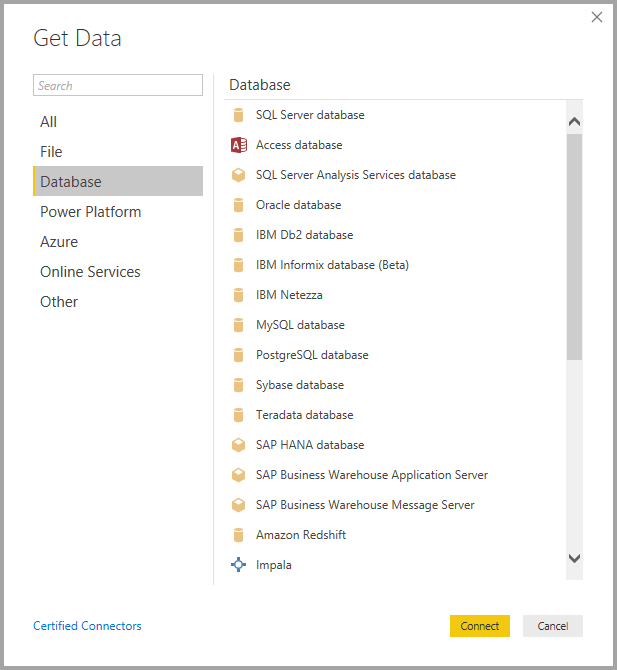 Get Data
Search
All
File
Database
Power Platform
Azure
Online Services
Other
Database
SQL Server database
A
Access database
SQL Server Analysis Services database
Oracle database
IBM Db2 database
IBM Informix database (Beta)
IBM Netezza
MySQL database
PostgreSQL database
Sybase database
Teradata database
SAP HANA database
SAP Business Warehouse Application Server
SAP Business Warehouse Message Server
Amazon Redshift
Impala
Certified Connectors
Connect
Cancel